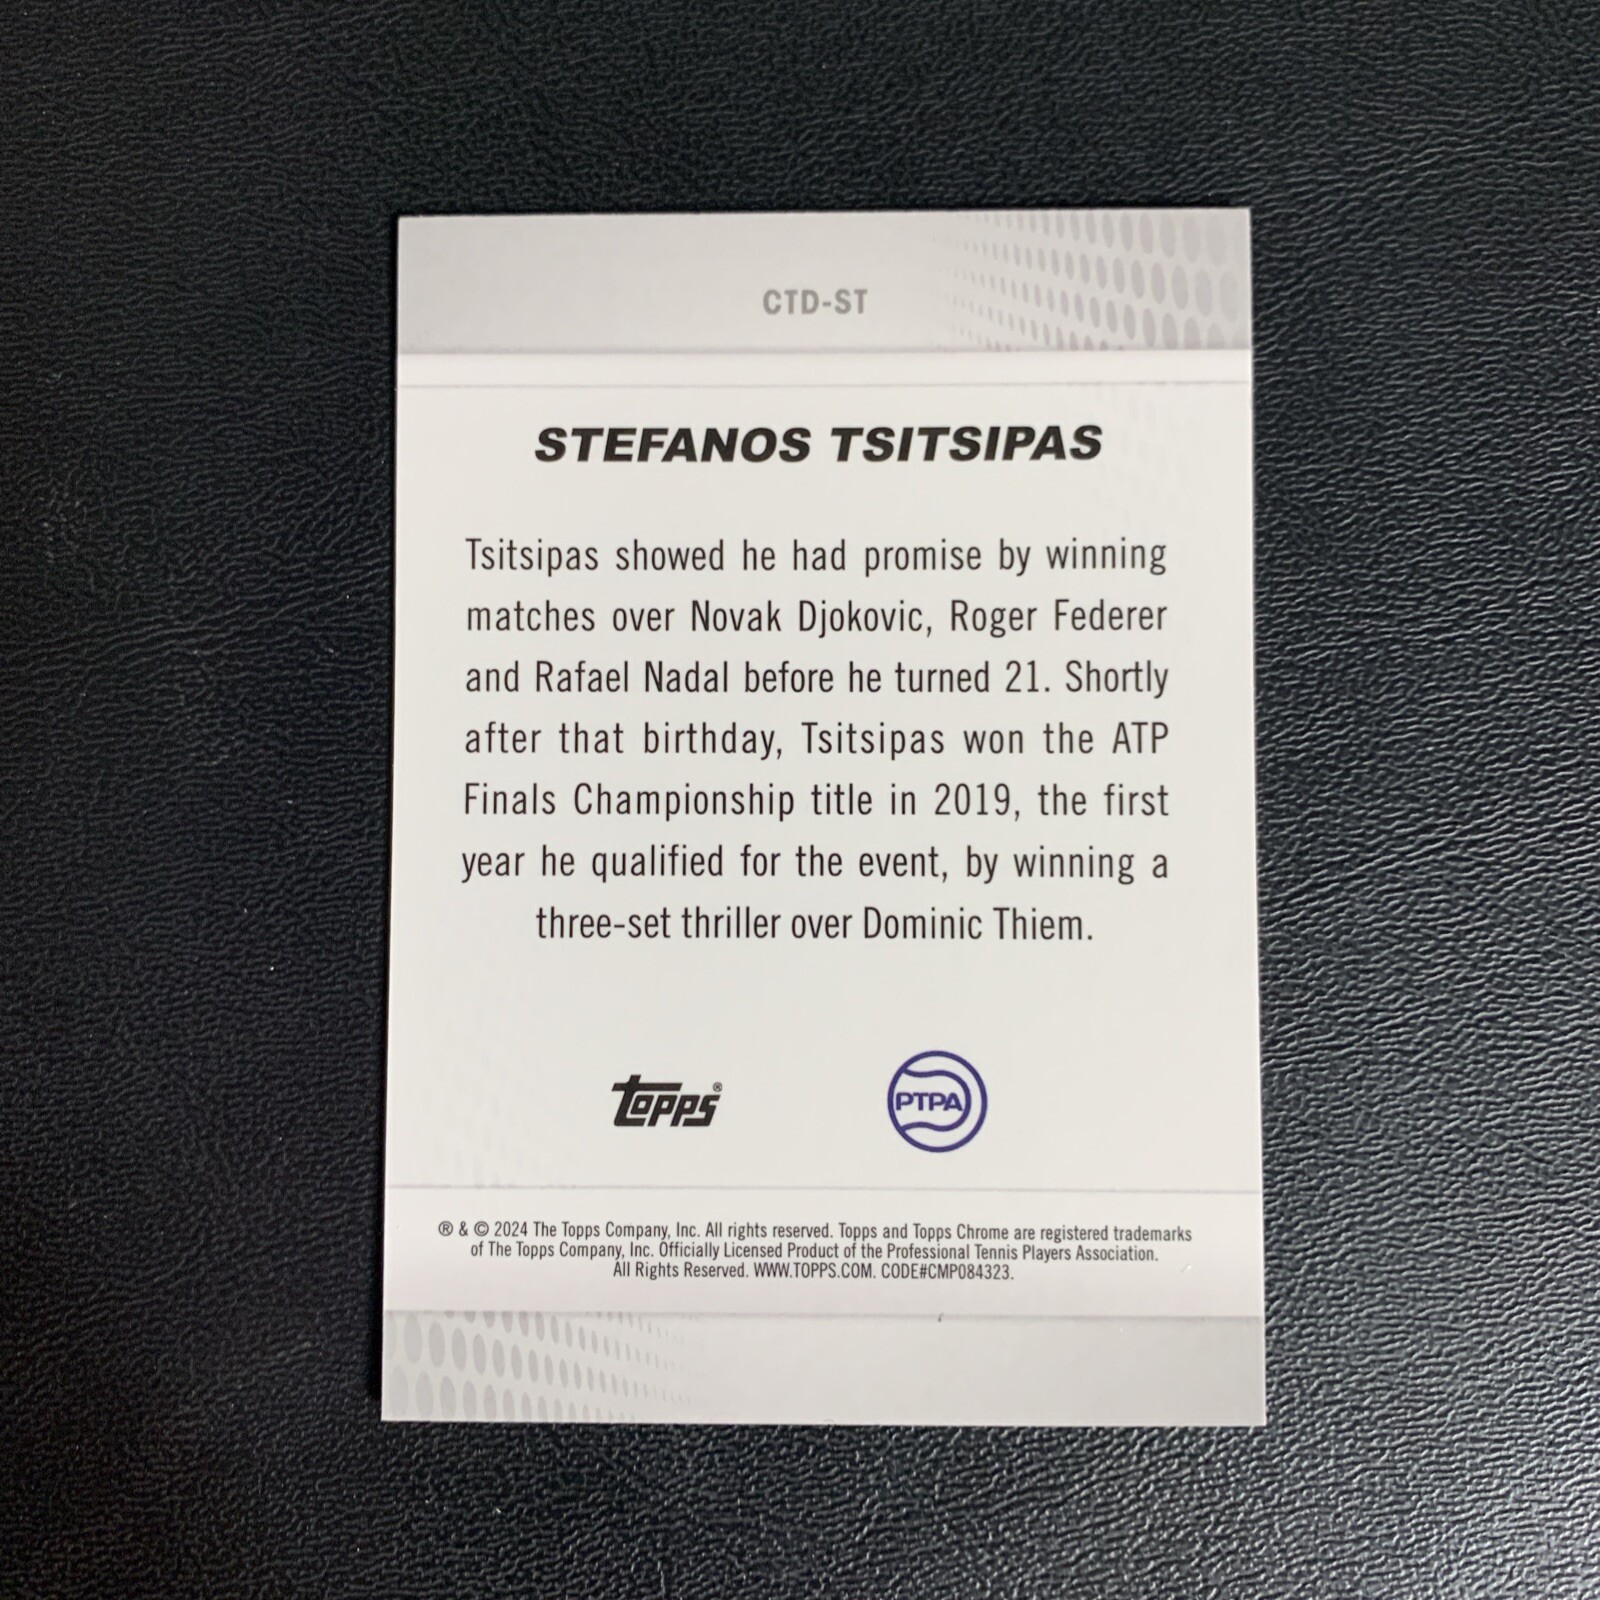 CTD-ST
STEFANOS TSITSIPAS
Tsitsipas showed he had promise by winning
matches over Novak Djokovic, Roger Federer
and Rafael Nadal before he turned 21. Shortly
after that birthday, Tsitsipas won the ATP
Finals Championship title in 2019, the first
year he qualified for the event, by winning a
three-set thriller over Dominic Thiem.
topps®
PTPA
® & © 2024 The Topps Company, Inc. All rights reserved. Topps and Topps Chrome are registered trademarks
of The Topps Company, Inc. Officially Licensed Product of the Professional Tennis Players Association.
All Rights Reserved. WWW.TOPPS.COM. CODE#CMP084323.